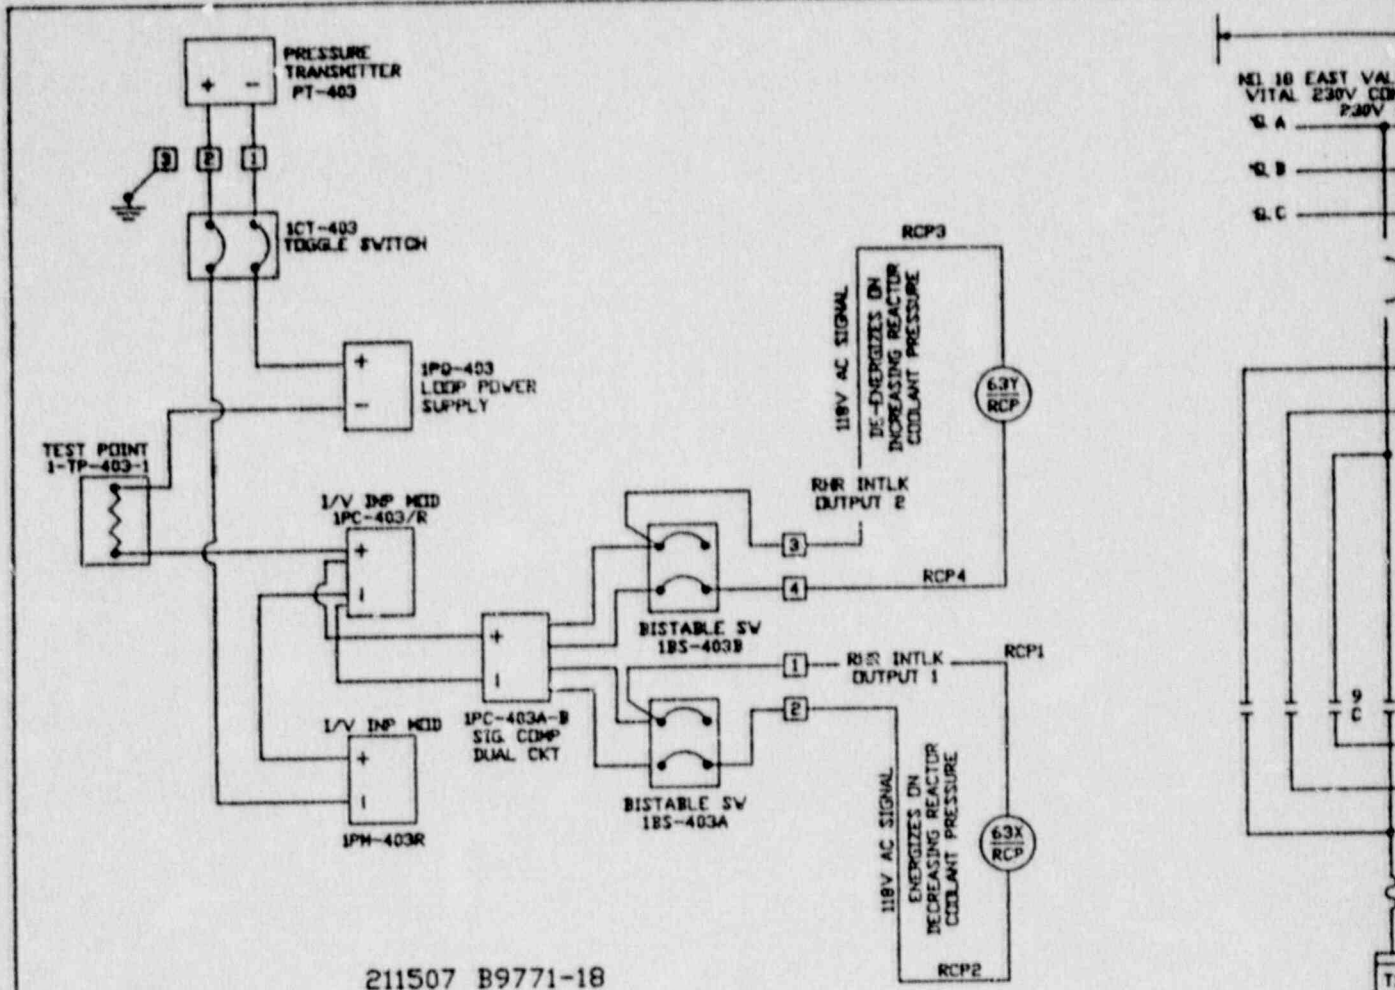 PRESSURE
TRANSMITTER
PT-403
+ -
3 2 1
1CT-403
TOGGLE SWITCH
+
-
1PQ-403
LOOP POWER
SUPPLY
TEST POINT
1-TP-403-1
I/V INP MOD
1PC-403/R
+
-
+
-
1PC-403A-B
SIG. COMP
DUAL CKT
I/V INP MOD
+
-
1PM-403R
BISTABLE SW
1BS-403B
BISTABLE SW
1BS-403A
3
4
1
2
RHR INTLK
OUTPUT 2
118V AC SIGNAL
DE-ENERGIZES ON
INCREASING REACTOR
COOLANT PRESSURE
RCP3
63Y
RCP
RCP4
RHR INTLK
OUTPUT 1
RCP1
118V AC SIGNAL
ENERGIZES ON
DECREASING REACTOR
COOLANT PRESSURE
63X
RCP
RCP2
211507 B9771-18
EAST
VITAL 230V
230V
A
B
C
9
C
T